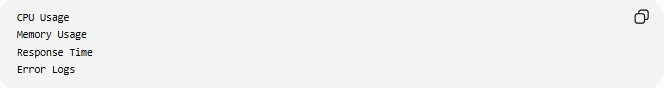 CPU Usage
Memory Usage
Response Time
Error Logs